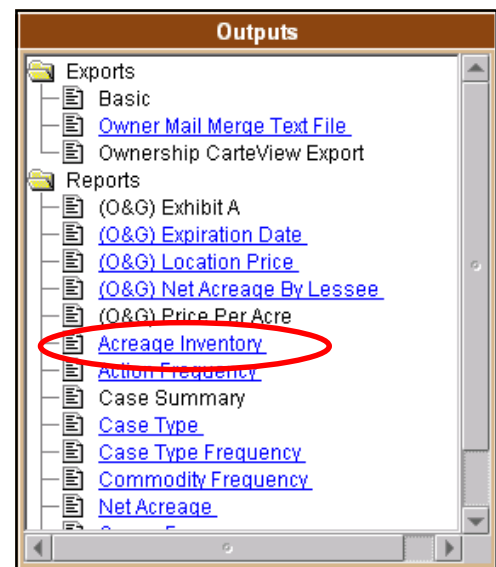 Outputs
Exports
Basic
Owner Mail Merge Text File
Ownership CarteView Export
Reports
(O&G) Exhibit A
(O&G) Expiration Date
(O&G) Location Price
(O&G) Net Acreage By Lessee
(O&G) Price Per Acre
Acreage Inventory
Action Frequency
Case Summary
Case Type
Case Type Frequency
Commodity Frequency
Net Acreage